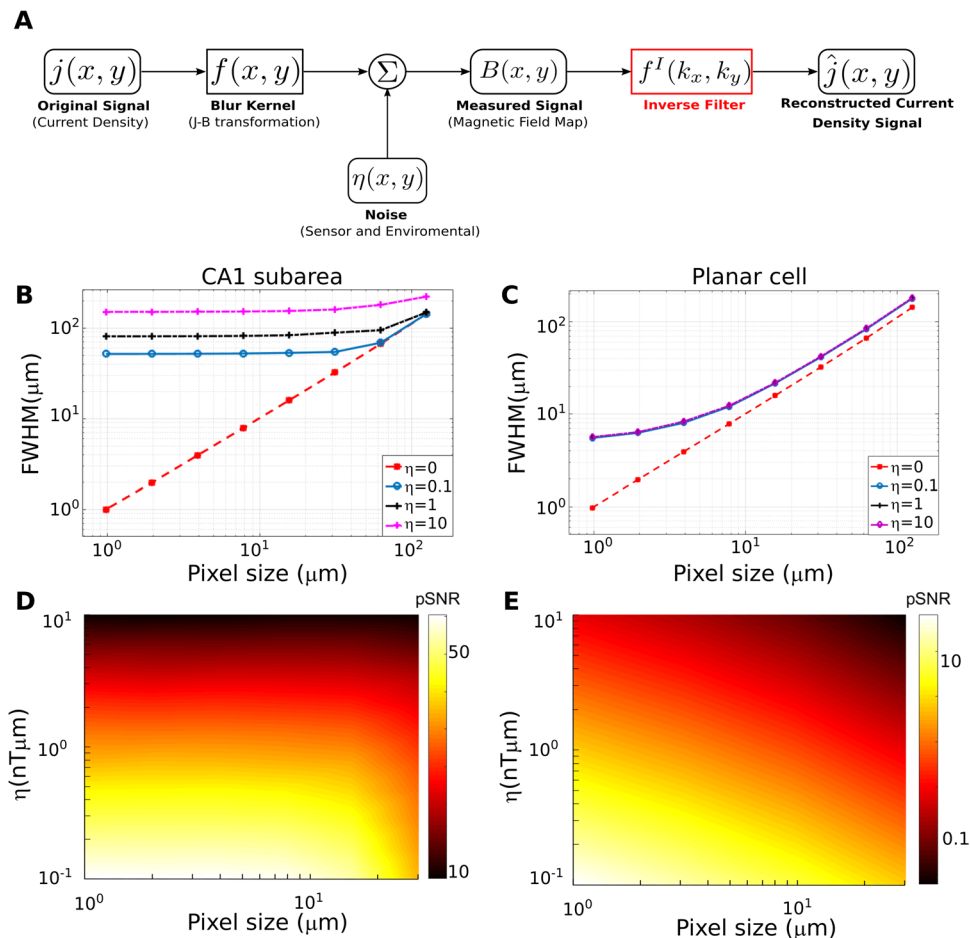 A
j(x, y)
f(x, y)
Σ
B(x, y)
f^I(k_x, k_y)
ĵ(x, y)
Original Signal
(Current Density)
Blur Kernel
(J-B transformation)
Measured Signal
(Magnetic Field Map)
Inverse Filter
Reconstructed Current
Density Signal
η(x, y)
Noise
(Sensor and Enviromental)
B
CA1 subarea
FWHM(μm)
10^2
10^1
10^0
10^0
10^1
10^2
Pixel size (μm)
η=0
η=0.1
η=1
η=10
C
Planar cell
FWHM(μm)
10^2
10^1
10^0
10^0
10^1
10^2
Pixel size (μm)
η=0
η=0.1
η=1
η=10
D
pSNR
η(nTμm)
10^1
10^0
10^-1
10^0
10^1
Pixel size (μm)
50
10
E
pSNR
η(nTμm)
10^1
10^0
10^-1
10^0
10^1
Pixel size (μm)
10
0.1